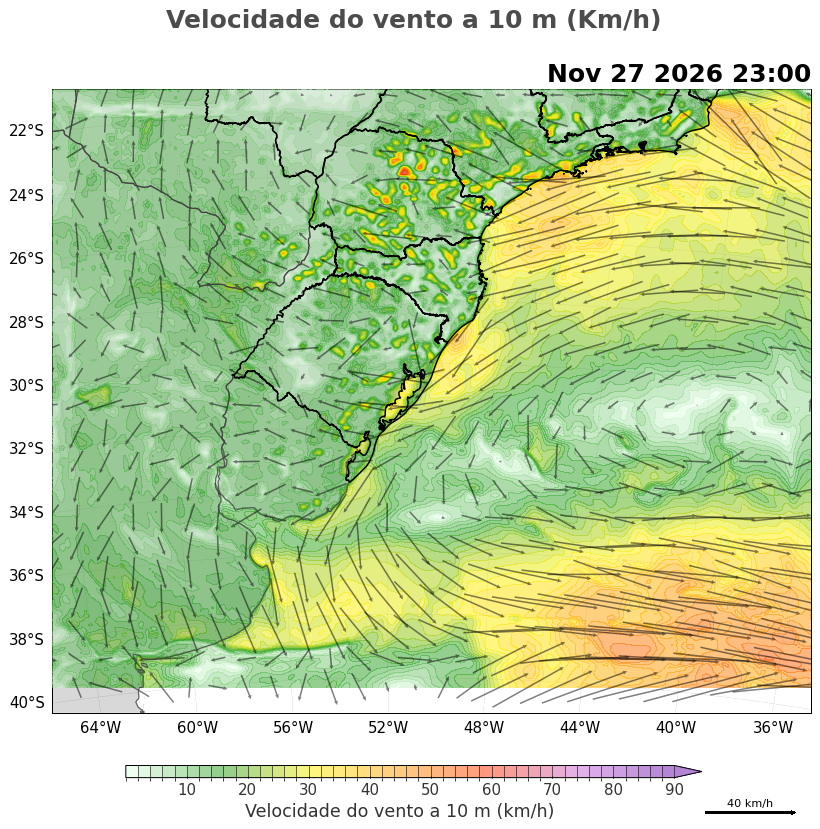 Velocidade do vento a 10 m (Km/h)
Nov 27 2026 23:00
22°S
24°S
26°S
28°S
30°S
32°S
34°S
36°S
38°S
40°S
64°W 60°W 56°W 52°W 48°W 44°W 40°W 36°W
10 20 30 40 50 60 70 80 90
Velocidade do vento a 10 m (km/h)
40 km/h